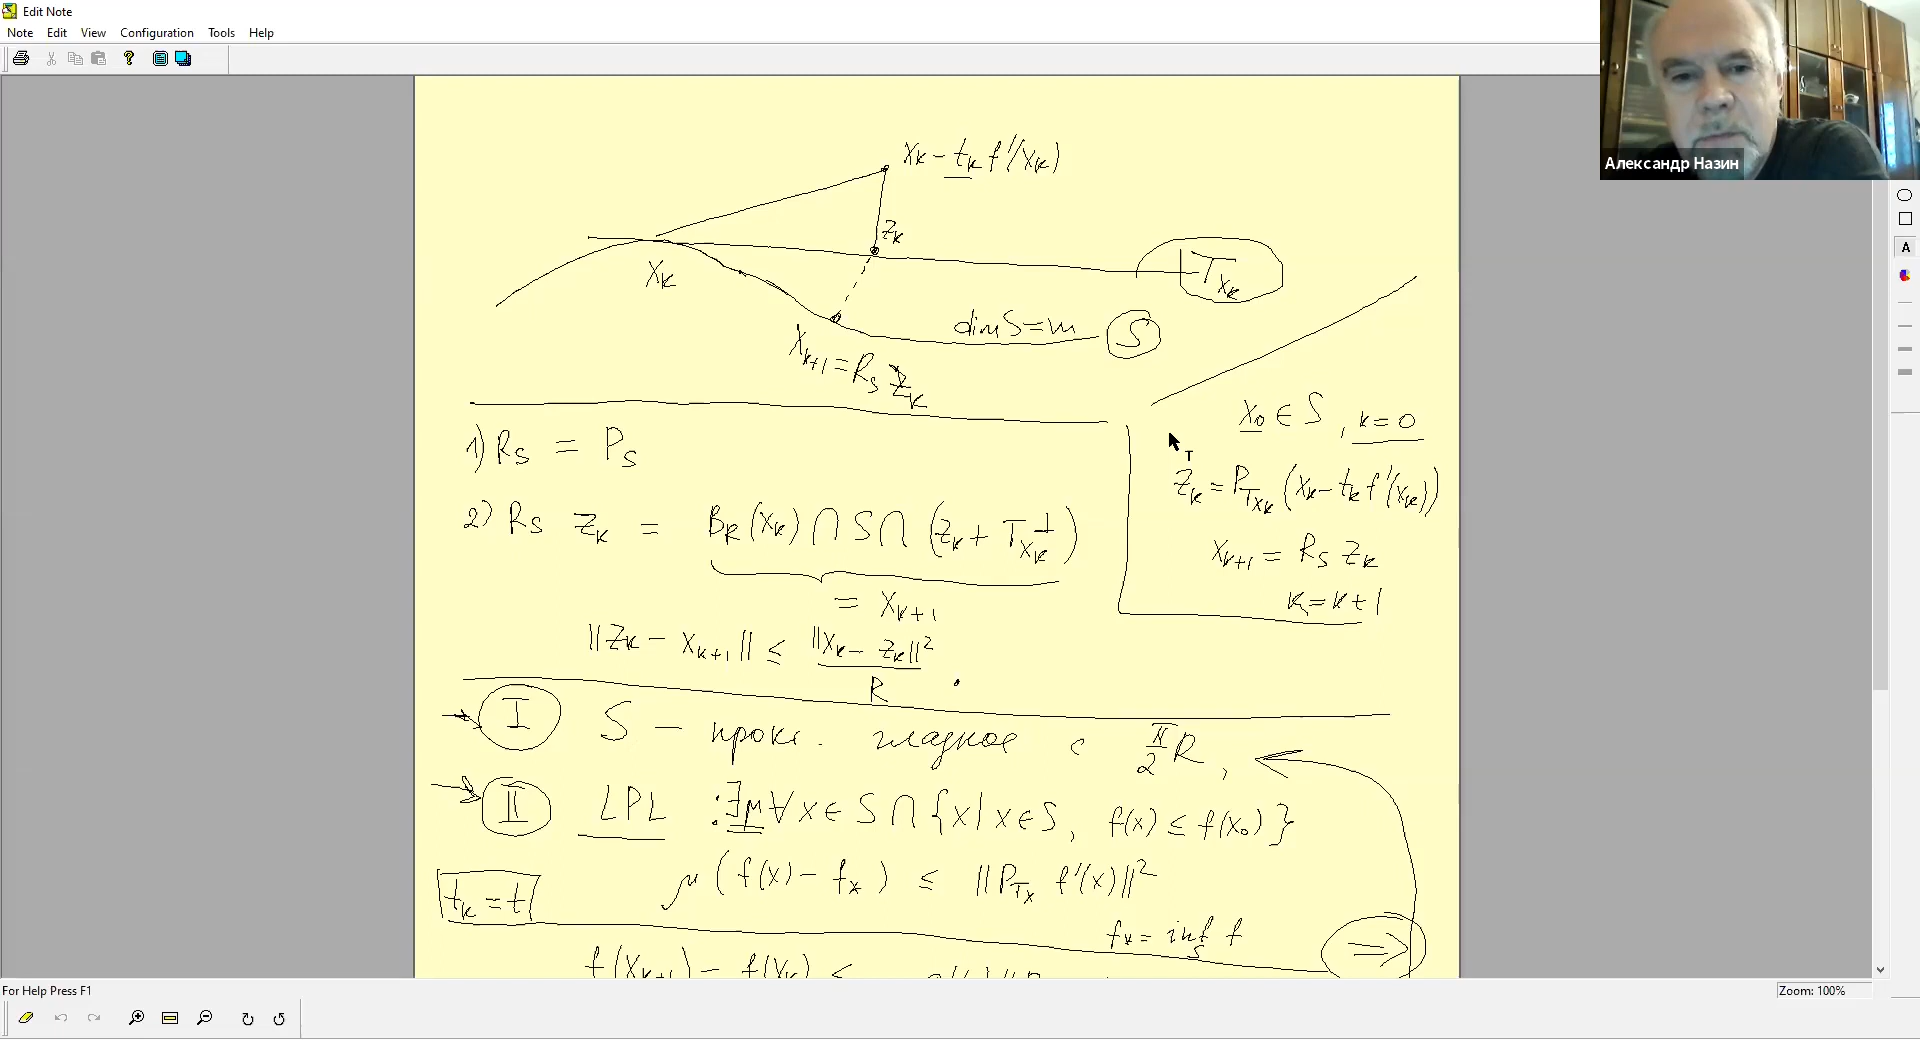 Edit Note
Note Edit View Configuration Tools Help
Александр Назин
x_k - t_k f'(x_k)
z_k
x_k
T_{x_k}
dim S = m
S
x_{k+1} = R_S z_k
x_0 ∈ S, k = 0
z_k = P_{T_{x_k}} (x_k - t_k f'(x_k))
x_{k+1} = R_S z_k
k = k + 1
1) R_S = P_S
2) R_S z_k = B_R(x_k) ∩ S ∩ (z_k + T_{x_k}^⊥)
= x_{k+1}
||z_k - x_{k+1}|| ≤ ||x_k - z_k||² / R .
I S – прокс. гладкое с π/2 R,
II LPL : ∃μ ∀x ∈ S ∩ {x | x ∈ S, f(x) ≤ f(x_0)}
μ (f(x) - f_*) ≤ ||P_{T_x} f'(x)||²
t_k = t
f_* = inf_S f
⇒
f(x_{k+1}) - f(x_k) ≤
For Help Press F1
Zoom: 100%
A
T